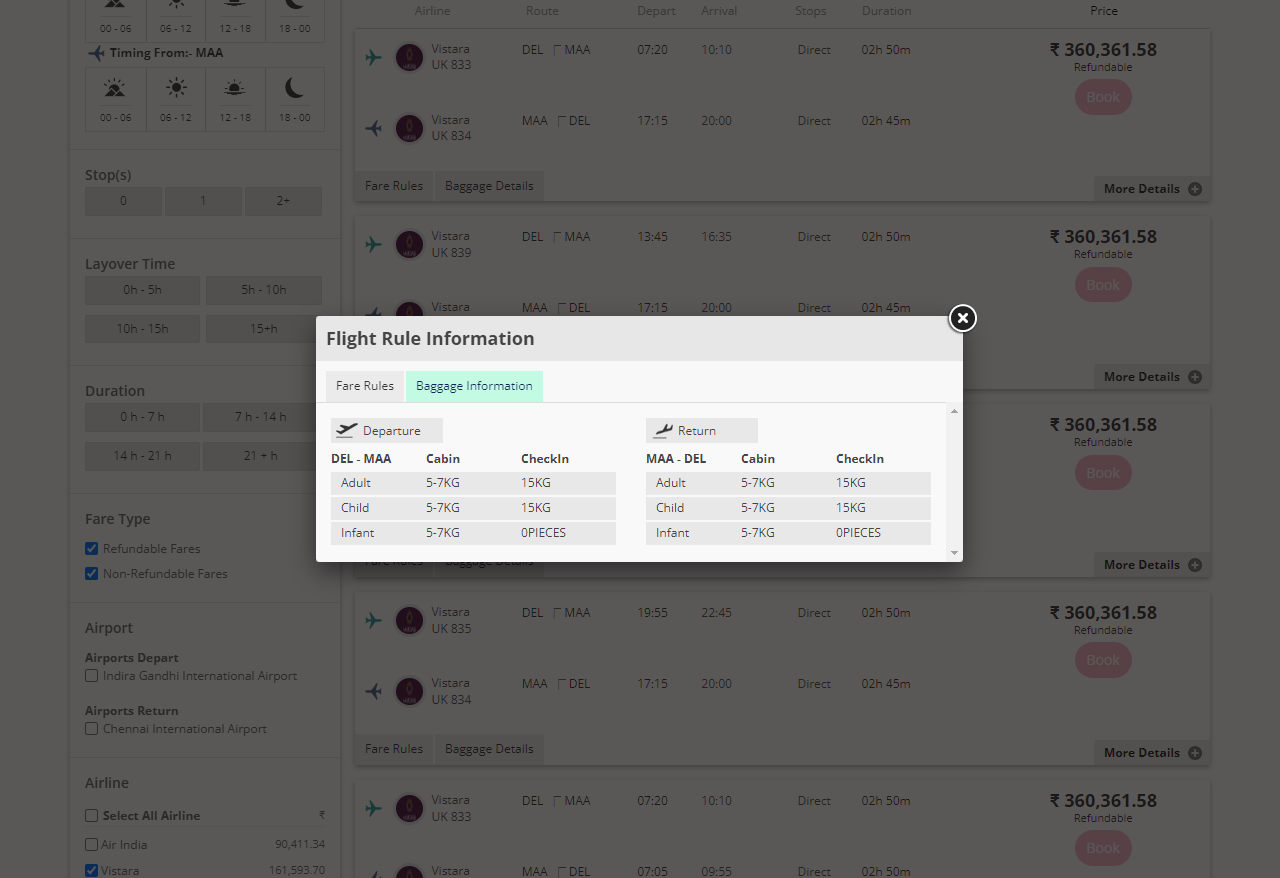 Airline Route Depart Arrival Stops Duration Price
00 - 06 06 - 12 12 - 18 18 - 00
Timing From:- MAA
00 - 06 06 - 12 12 - 18 18 - 00
Stop(s)
0 1 2+
Layover Time
0h - 5h 5h - 10h
10h - 15h 15+h
Duration
0 h - 7 h 7 h - 14 h
14 h - 21 h 21 + h
Fare Type
Refundable Fares
Non-Refundable Fares
Airport
Airports Depart
Indira Gandhi International Airport
Airports Return
Chennai International Airport
Airline
Select All Airline ₹
Air India 90,411.34
Vistara 161,593.70
Vistara DEL MAA 07:20 10:10 Direct 02h 50m ₹ 360,361.58
UK 833 Refundable
Book
Vistara MAA DEL 17:15 20:00 Direct 02h 45m
UK 834
Fare Rules Baggage Details More Details
Vistara DEL MAA 13:45 16:35 Direct 02h 50m ₹ 360,361.58
UK 839 Refundable
Book
Vistara MAA DEL 17:15 20:00 Direct 02h 45m
More Details
Flight Rule Information
Fare Rules Baggage Information
Departure Return
DEL - MAA Cabin CheckIn MAA - DEL Cabin CheckIn
Adult 5-7KG 15KG Adult 5-7KG 15KG
Child 5-7KG 15KG Child 5-7KG 15KG
Infant 5-7KG 0PIECES Infant 5-7KG 0PIECES
₹ 360,361.58
Refundable
Book
Fare Rules Baggage Details More Details
Vistara DEL MAA 19:55 22:45 Direct 02h 50m ₹ 360,361.58
UK 835 Refundable
Book
Vistara MAA DEL 17:15 20:00 Direct 02h 45m
UK 834
Fare Rules Baggage Details More Details
Vistara DEL MAA 07:20 10:10 Direct 02h 50m ₹ 360,361.58
UK 833 Refundable
Book
Vistara MAA DEL 07:05 09:55 Direct 02h 50m